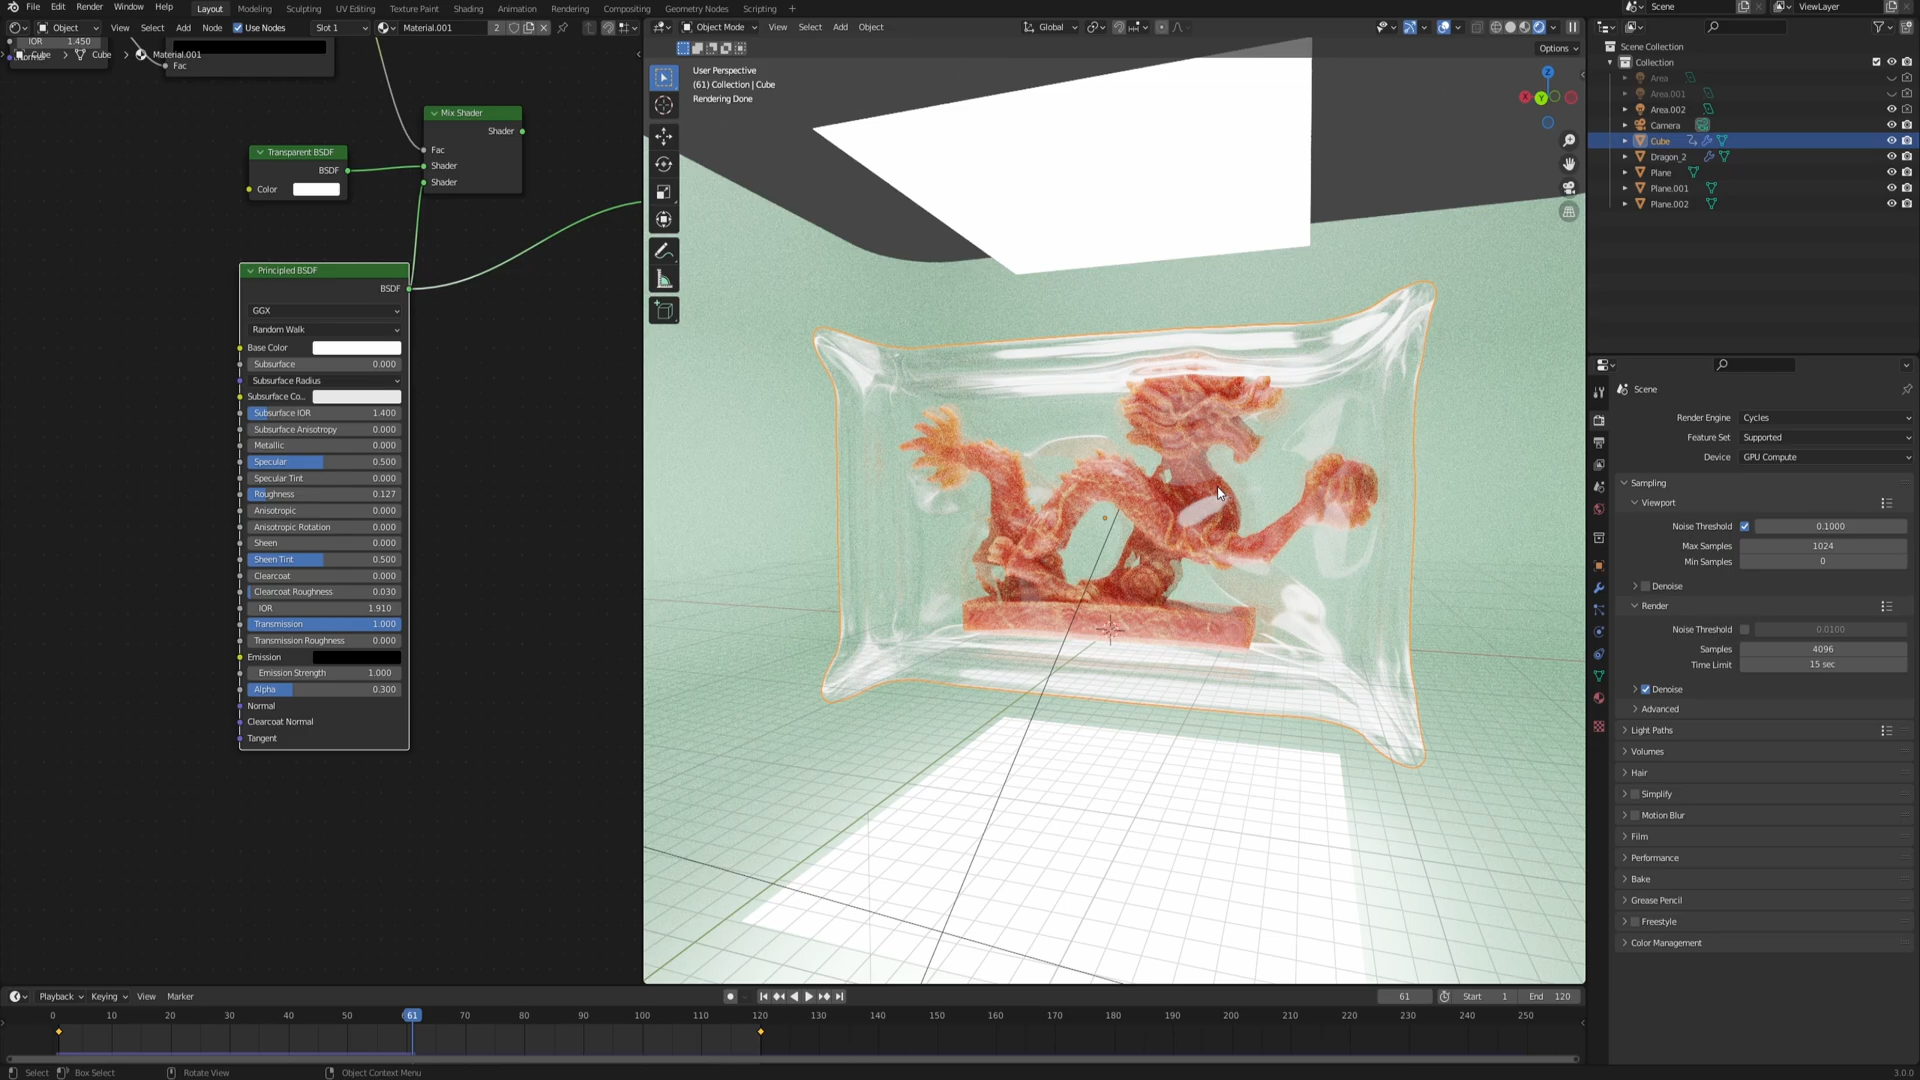 File Edit Render Window Help Layout Modeling Sculpting UV Editing Texture Paint Shading Animation Rendering Compositing Geometry Nodes Scripting + Scene ViewLayer
Object View Select Add Object Node Use Nodes Slot 1 Material.001 2
Object Mode View Select Add Object Global
Options
IOR 1.450
Cube > Cube > Material.001
Fac
Mix Shader
Shader
Fac
Shader
Shader
Transparent BSDF
BSDF
Color
Principled BSDF
BSDF
GGX
Random Walk
Base Color
Subsurface 0.000
Subsurface Radius
Subsurface Co...
Subsurface IOR 1.400
Subsurface Anisotropy 0.000
Metallic 0.000
Specular 0.500
Specular Tint 0.000
Roughness 0.127
Anisotropic 0.000
Anisotropic Rotation 0.000
Sheen 0.000
Sheen Tint 0.500
Clearcoat 0.000
Clearcoat Roughness 0.030
IOR 1.910
Transmission 1.000
Transmission Roughness 0.000
Emission
Emission Strength 1.000
Alpha 0.300
Normal
Clearcoat Normal
Tangent
User Perspective
(61) Collection | Cube
Rendering Done
Z
X Y
Scene Collection
Collection
Area
Area.001
Area.002
Camera
Cube
Dragon_2
Plane
Plane.001
Plane.002
Scene
Render Engine Cycles
Feature Set Supported
Device GPU Compute
Sampling
Viewport
Noise Threshold 0.1000
Max Samples 1024
Min Samples 0
Denoise
Render
Noise Threshold 0.0100
Samples 4096
Time Limit 15 sec
Denoise
Advanced
Light Paths
Volumes
Hair
Simplify
Motion Blur
Film
Performance
Bake
Grease Pencil
Freestyle
Color Management
Playback Keying View Marker 61 Start 1 End 120
0 10 20 30 40 50 61 70 80 90 100 110 120 130 140 150 160 170 180 190 200 210 220 230 240 250
Select Box Select Rotate View Object Context Menu 3.0.0